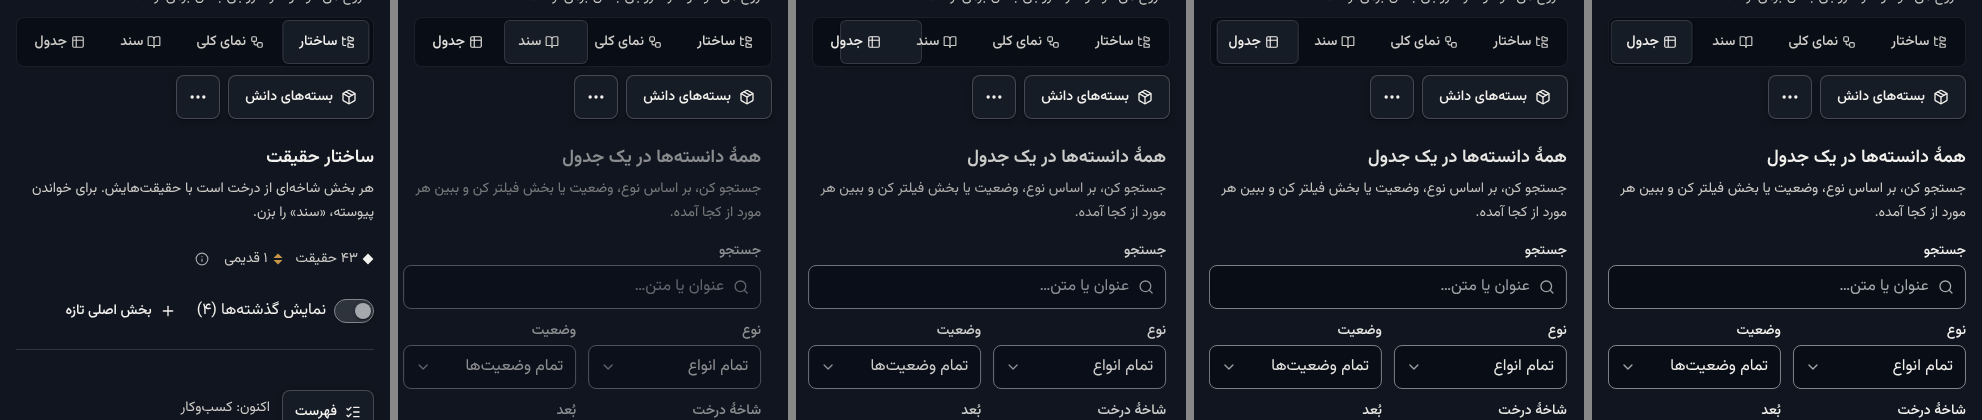 ساختار نمای کلی سند جدول
بسته‌های دانش
ساختار حقیقت
هر بخش شاخه‌ای از درخت است با حقیقت‌هایش. برای خواندن
پیوسته، «سند» را بزن.
۴۳ حقیقت ۱ قدیمی
نمایش گذشته‌ها (۴) + بخش اصلی تازه
فهرست اکنون: کسب‌وکار
ساختار نمای کلی سند جدول
بسته‌های دانش
همهٔ دانسته‌ها در یک جدول
جستجو کن، بر اساس نوع، وضعیت یا بخش فیلتر کن و ببین هر
مورد از کجا آمده.
جستجو
عنوان یا متن...
نوع وضعیت
تمام انواع تمام وضعیت‌ها
شاخهٔ درخت بُعد
ساختار نمای کلی سند جدول
بسته‌های دانش
همهٔ دانسته‌ها در یک جدول
جستجو کن، بر اساس نوع، وضعیت یا بخش فیلتر کن و ببین هر
مورد از کجا آمده.
جستجو
عنوان یا متن...
نوع وضعیت
تمام انواع تمام وضعیت‌ها
شاخهٔ درخت بُعد
ساختار نمای کلی سند جدول
بسته‌های دانش
همهٔ دانسته‌ها در یک جدول
جستجو کن، بر اساس نوع، وضعیت یا بخش فیلتر کن و ببین هر
مورد از کجا آمده.
جستجو
عنوان یا متن...
نوع وضعیت
تمام انواع تمام وضعیت‌ها
شاخهٔ درخت بُعد
ساختار نمای کلی سند جدول
بسته‌های دانش
همهٔ دانسته‌ها در یک جدول
جستجو کن، بر اساس نوع، وضعیت یا بخش فیلتر کن و ببین هر
مورد از کجا آمده.
جستجو
عنوان یا متن...
نوع وضعیت
تمام انواع تمام وضعیت‌ها
شاخهٔ درخت بُعد